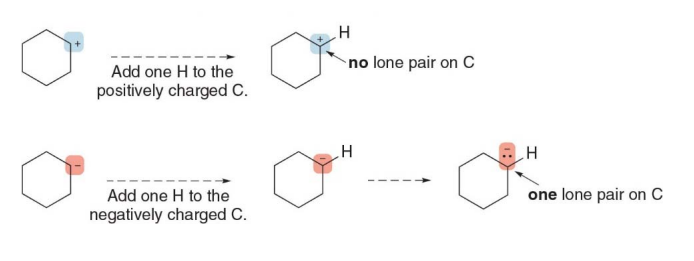 +
+
H
no lone pair on C
Add one H to the
positively charged C.
−
−
H
−
H
Add one H to the
negatively charged C.
one lone pair on C